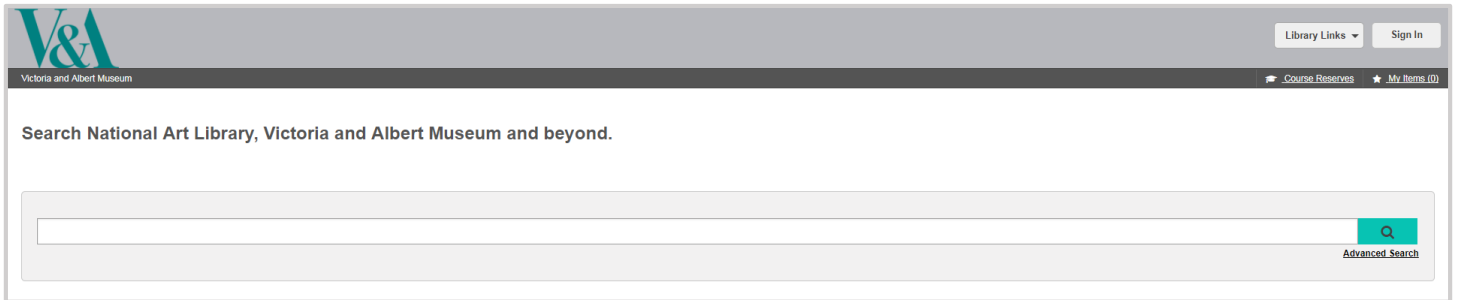 V&A
Library Links
Sign In
Victoria and Albert Museum
Course Reserves
My Items (0)
Search National Art Library, Victoria and Albert Museum and beyond.
Advanced Search